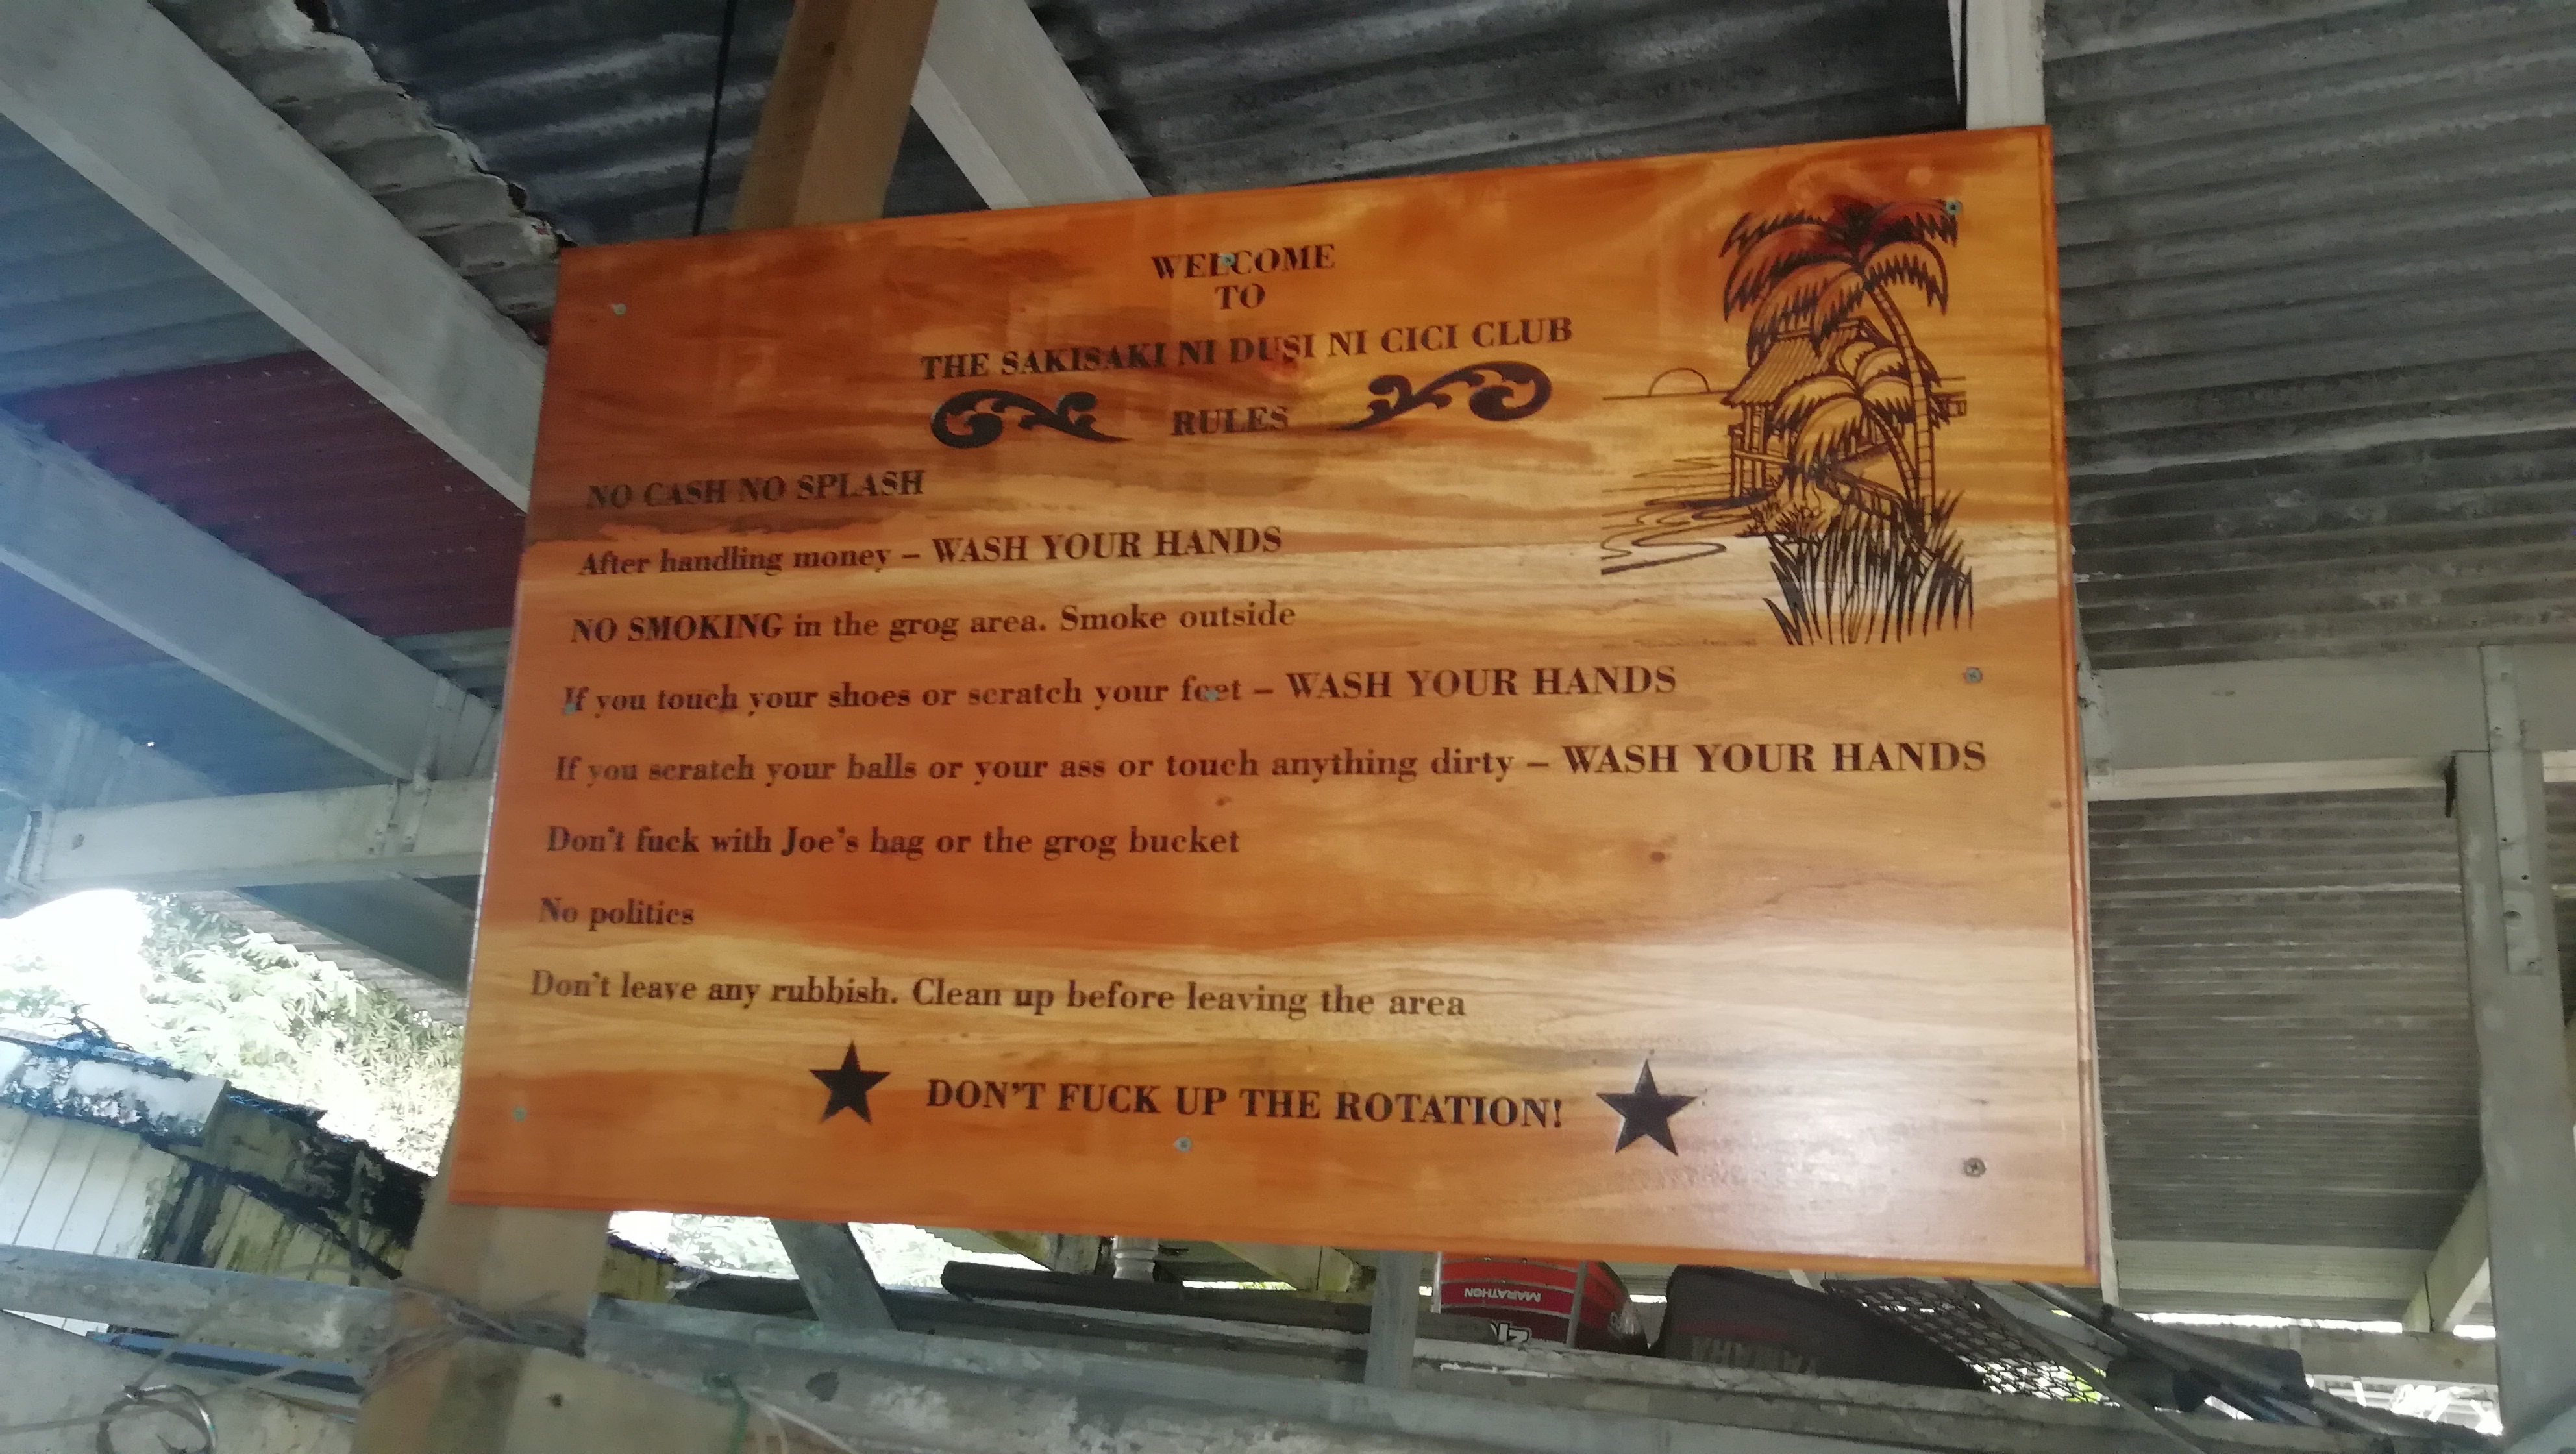 WELCOME
TO
THE SAKISAKI NI DUSI NI CICI CLUB
RULES
NO CASH NO SPLASH
After handling money – WASH YOUR HANDS
NO SMOKING in the grog area. Smoke outside
If you touch your shoes or scratch your feet – WASH YOUR HANDS
If you scratch your balls or your ass or touch anything dirty – WASH YOUR HANDS
Don't fuck with Joe's bag or the grog bucket
No politics
Don't leave any rubbish. Clean up before leaving the area
DON'T FUCK UP THE ROTATION!
MARATHON
YAMAHA